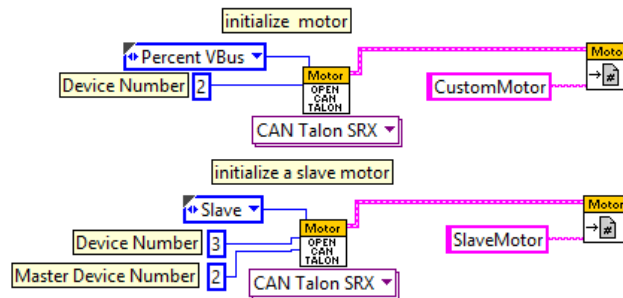 initialize motor
Percent VBus
Device Number 2
Motor
OPEN
CAN
TALON
CAN Talon SRX
CustomMotor
Moto
#
initialize a slave motor
Slave
Device Number 3
Master Device Number 2
Motor
OPEN
CAN
TALON
CAN Talon SRX
SlaveMotor
Motor
#